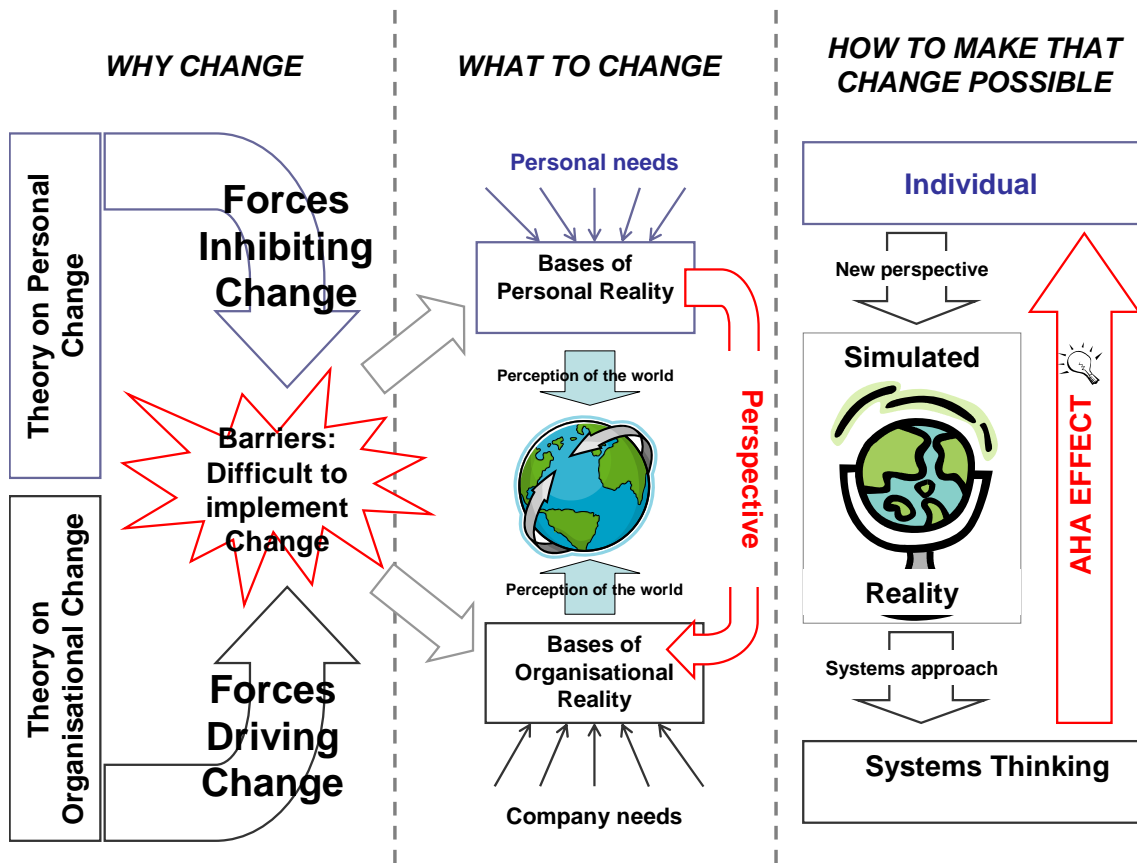 WHY CHANGE
Theory on Personal
Change
Forces
Inhibiting
Change
Barriers:
Difficult to
implement
Change
Theory on
Organisational Change
Forces
Driving
Change
WHAT TO CHANGE
Personal needs
Bases of
Personal Reality
Perception of the world
Perspective
Perception of the world
Bases of
Organisational
Reality
Company needs
HOW TO MAKE THAT
CHANGE POSSIBLE
Individual
New perspective
Simulated
Reality
AHA EFFECT
Systems approach
Systems Thinking